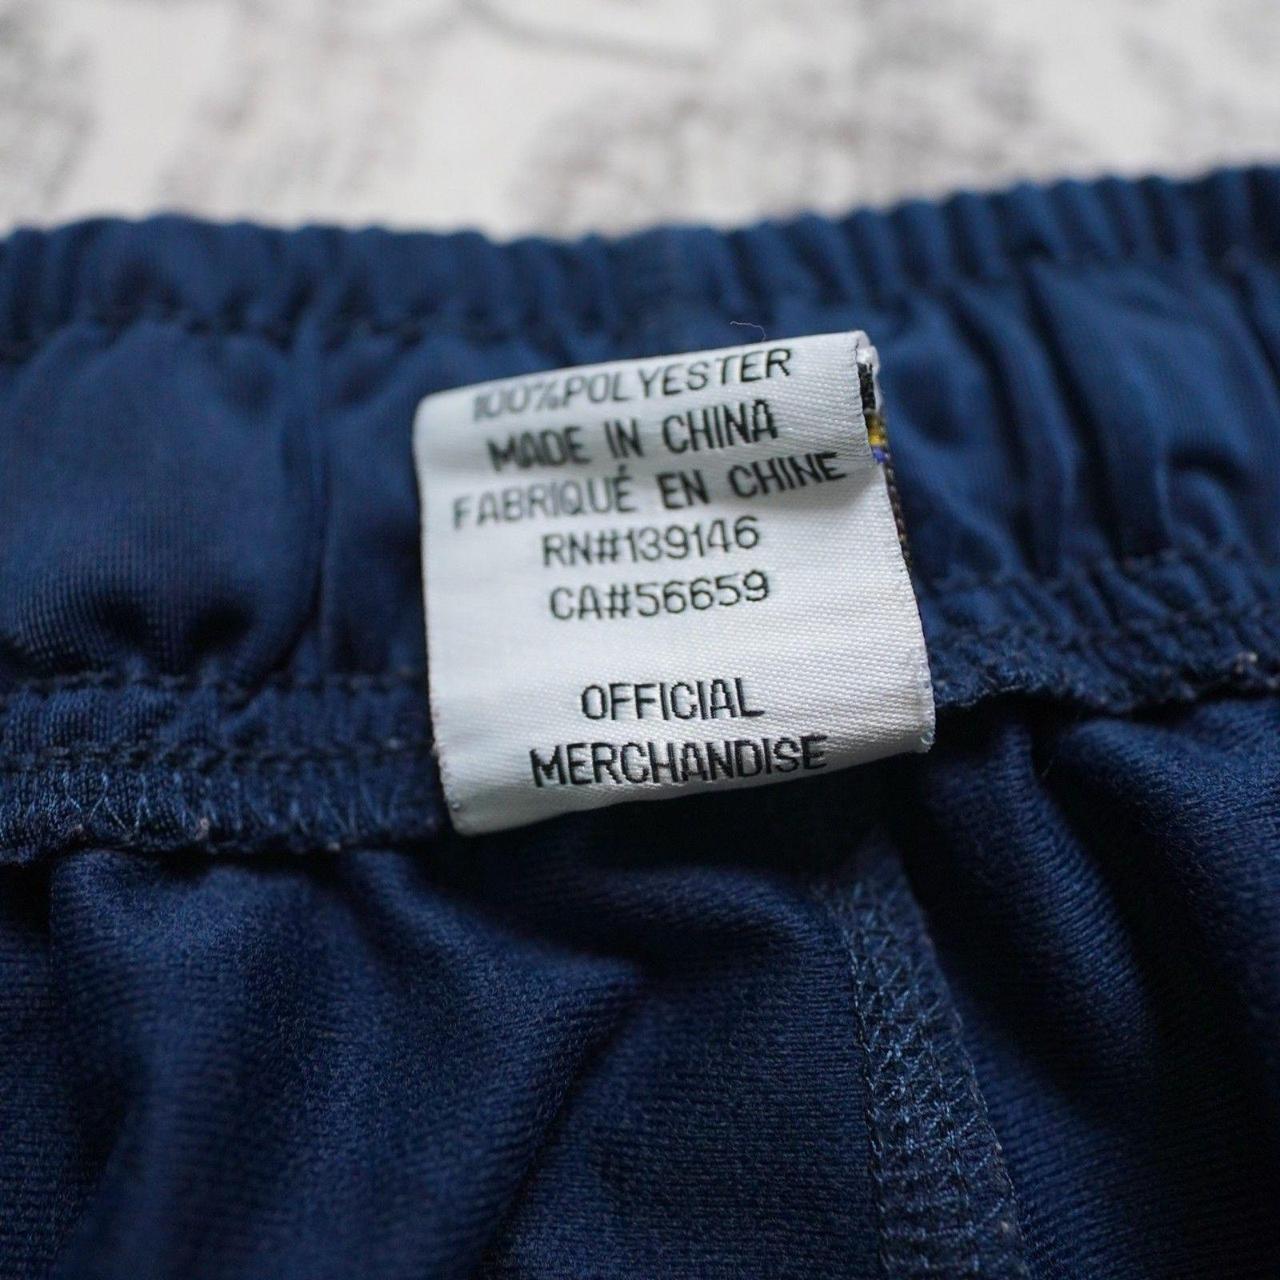 100%POLYESTER
MADE IN CHINA
FABRIQUÉ EN CHINE
RN#139146
CA#56659
OFFICIAL
MERCHANDISE